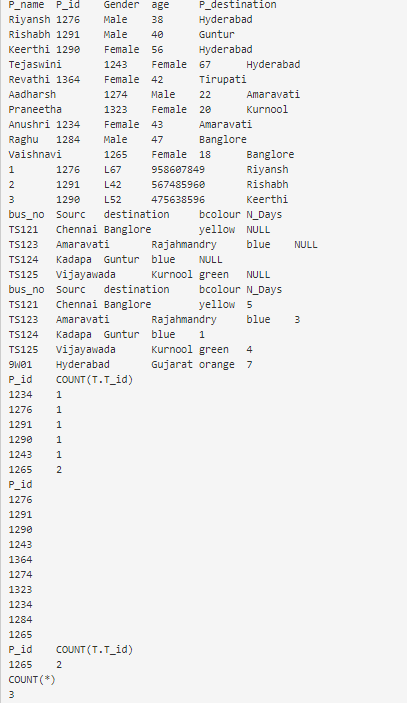 P_name P_id Gender age P_destination
Riyansh 1276 Male 38 Hyderabad
Rishabh 1291 Male 40 Guntur
Keerthi 1290 Female 56 Hyderabad
Tejaswini 1243 Female 67 Hyderabad
Revathi 1364 Female 42 Tirupati
Aadharsh 1274 Male 22 Amaravati
Praneetha 1323 Female 20 Kurnool
Anushri 1234 Female 43 Amaravati
Raghu 1284 Male 47 Banglore
Vaishnavi 1265 Female 18 Banglore
1 1276 L67 958607849 Riyansh
2 1291 L42 567485960 Rishabh
3 1290 L52 475638596 Keerthi
bus_no Sourc destination bcolour N_Days
TS121 Chennai Banglore yellow NULL
TS123 Amaravati Rajahmandry blue NULL
TS124 Kadapa Guntur blue NULL
TS125 Vijayawada Kurnool green NULL
bus_no Sourc destination bcolour N_Days
TS121 Chennai Banglore yellow 5
TS123 Amaravati Rajahmandry blue 3
TS124 Kadapa Guntur blue 1
TS125 Vijayawada Kurnool green 4
9W01 Hyderabad Gujarat orange 7
P_id COUNT(T.T_id)
1234 1
1276 1
1291 1
1290 1
1243 1
1265 2
P_id
1276
1291
1290
1243
1364
1274
1323
1234
1284
1265
P_id COUNT(T.T_id)
1265 2
COUNT(*)
3